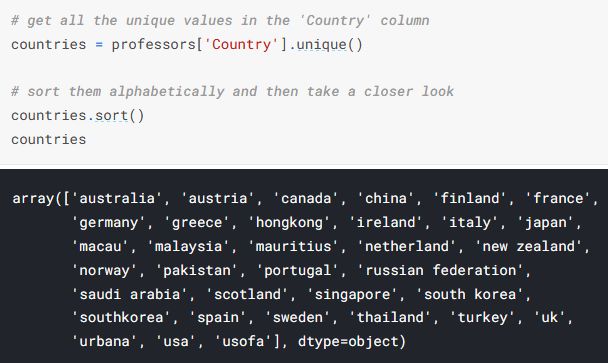 # get all the unique values in the 'Country' column
countries = professors['Country'].unique()
# sort them alphabetically and then take a closer look
countries.sort()
countries
array(['australia', 'austria', 'canada', 'china', 'finland', 'france',
'germany', 'greece', 'hongkong', 'ireland', 'italy', 'japan',
'macau', 'malaysia', 'mauritius', 'netherland', 'new zealand',
'norway', 'pakistan', 'portugal', 'russian federation',
'saudi arabia', 'scotland', 'singapore', 'south korea',
'southkorea', 'spain', 'sweden', 'thailand', 'turkey', 'uk',
'urbana', 'usa', 'usofa'], dtype=object)